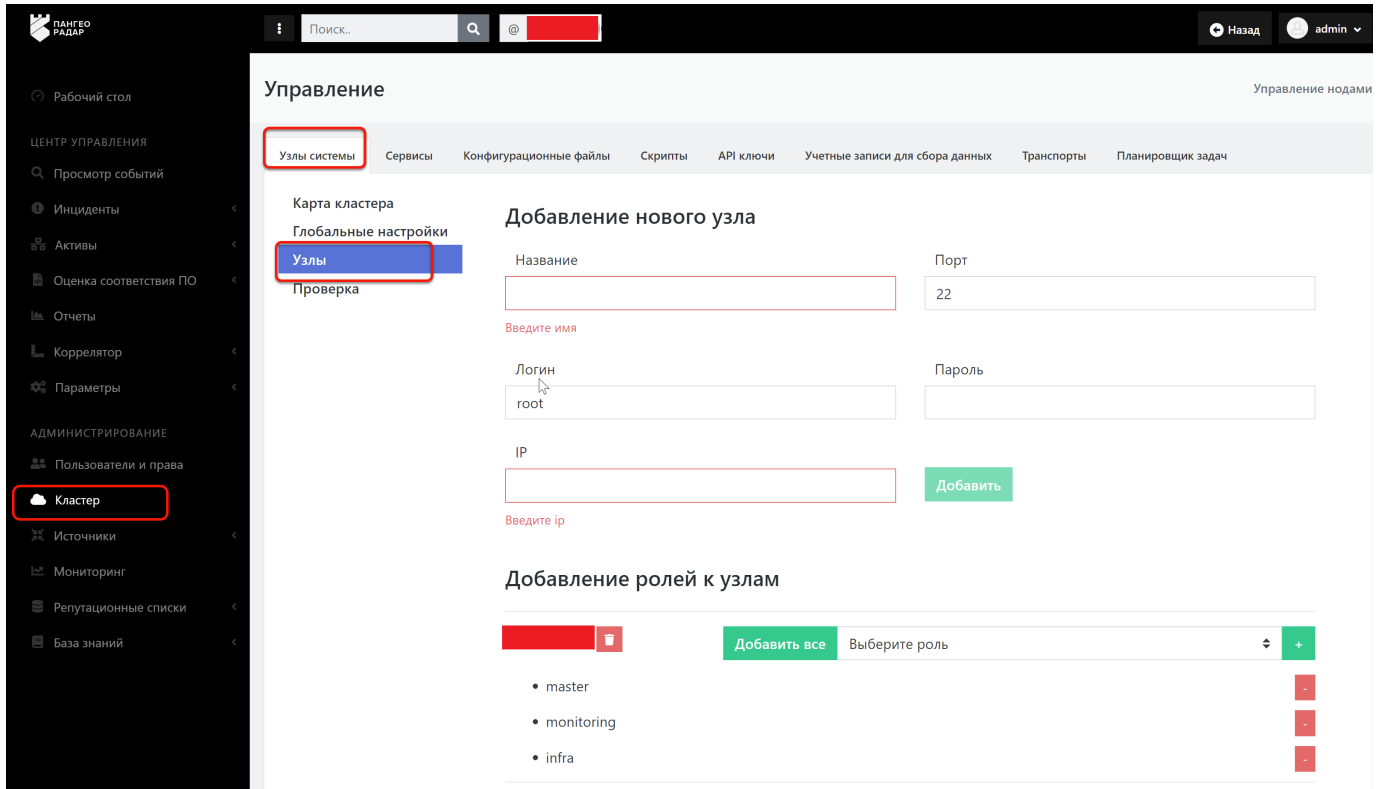 ПАНГЕО
РАДАР
Поиск..
@
Назад
admin
Рабочий стол
ЦЕНТР УПРАВЛЕНИЯ
Просмотр событий
Инциденты
Активы
Оценка соответствия ПО
Отчеты
Коррелятор
Параметры
АДМИНИСТРИРОВАНИЕ
Пользователи и права
Кластер
Источники
Мониторинг
Репутационные списки
База знаний
Управление
Управление нодами
Узлы системы
Сервисы
Конфигурационные файлы
Скрипты
API ключи
Учетные записи для сбора данных
Транспорты
Планировщик задач
Карта кластера
Глобальные настройки
Узлы
Проверка
Добавление нового узла
Название
Порт
22
Введите имя
Логин
Пароль
root
IP
Добавить
Введите ip
Добавление ролей к узлам
Добавить все
Выберите роль
+
master
-
monitoring
-
infra
-